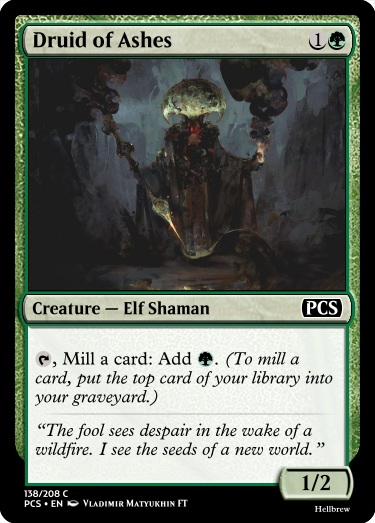 Druid of Ashes 1
Creature — Elf Shaman PCS
, Mill a card: Add . (To mill a
card, put the top card of your library into
your graveyard.)
“The fool sees despair in the wake of a
wildfire. I see the seeds of a new world.”
1/2
138/208 C
PCS • EN Vladimir Matyukhin FT
Hellbrew